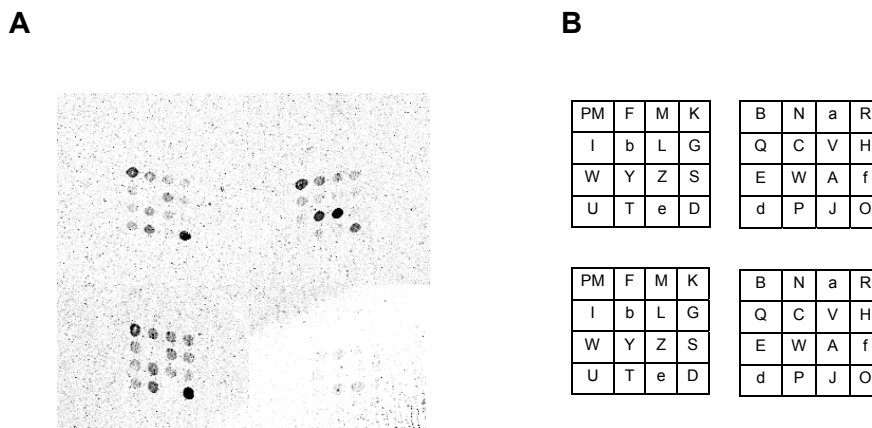 A B
PM F M K B N a R
I b L G Q C V H
W Y Z S E W A f
U T e D d P J O
PM F M K B N a R
I b L G Q C V H
W Y Z S E W A f
U T e D d P J O